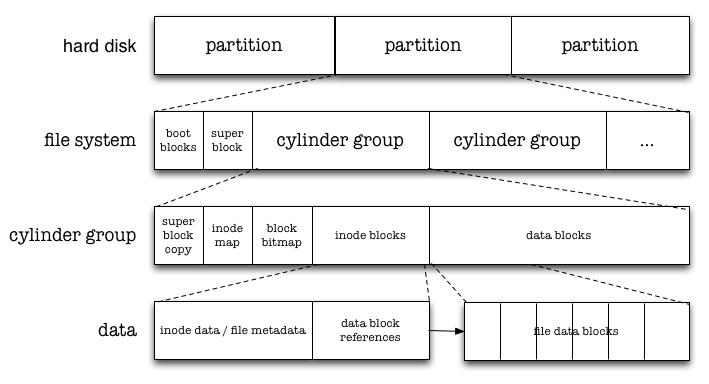 hard disk
partition
partition
partition
file system
boot
blocks
super
block
cylinder group
cylinder group
...
cylinder group
super
block
copy
inode
map
block
bitmap
inode blocks
data blocks
data
inode data / file metadata
data block
references
file data blocks